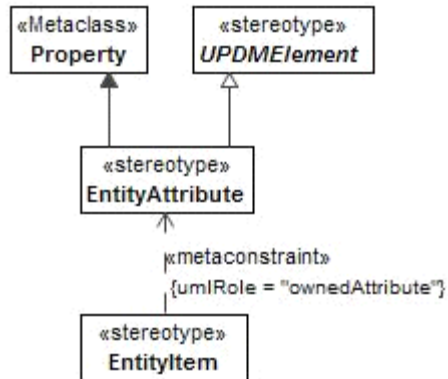 «Metaclass»
Property
«stereotype»
UPDMElement
«stereotype»
EntityAttribute
«metaconstraint»
{umlRole = "ownedAttribute"}
«stereotype»
EntityItem